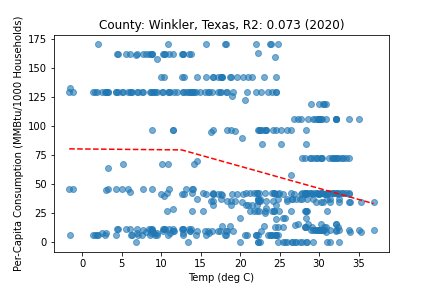 County: Winkler, Texas, R2: 0.073 (2020)
Per-Capita Consumption (MMBtu/1000 Households)
175
150
125
100
75
50
25
0
0 5 10 15 20 25 30 35
Temp (deg C)